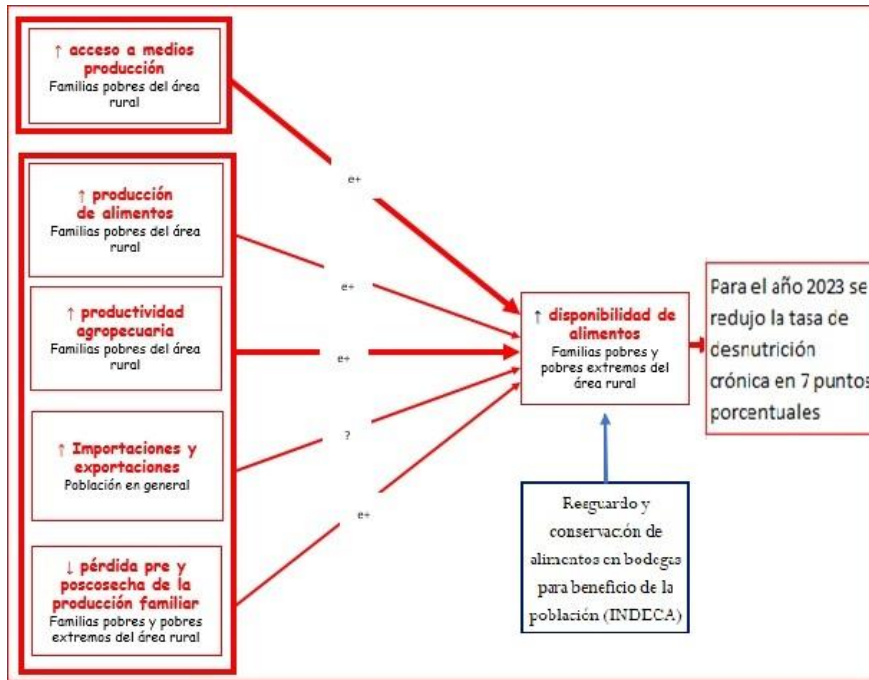 ↑ acceso a medios
producción
Familias pobres del área
rural
↑ producción
de alimentos
Familias pobres del área
rural
↑ productividad
agropecuaria
Familias pobres del área
rural
↑ Importaciones y
exportaciones
Población en general
↓ pérdida pre y
poscosecha de la
producción familiar
Familias pobres y pobres
extremos del área rural
e+
e+
e+
?
e+
↑ disponibilidad de
alimentos
Familias pobres y
pobres extremos del
área rural
Resguardo y
conservación de
alimentos en bodegas
para beneficio de la
población (INDECA)
Para el año 2023 se
redujo la tasa de
desnutrición
crónica en 7 puntos
porcentuales